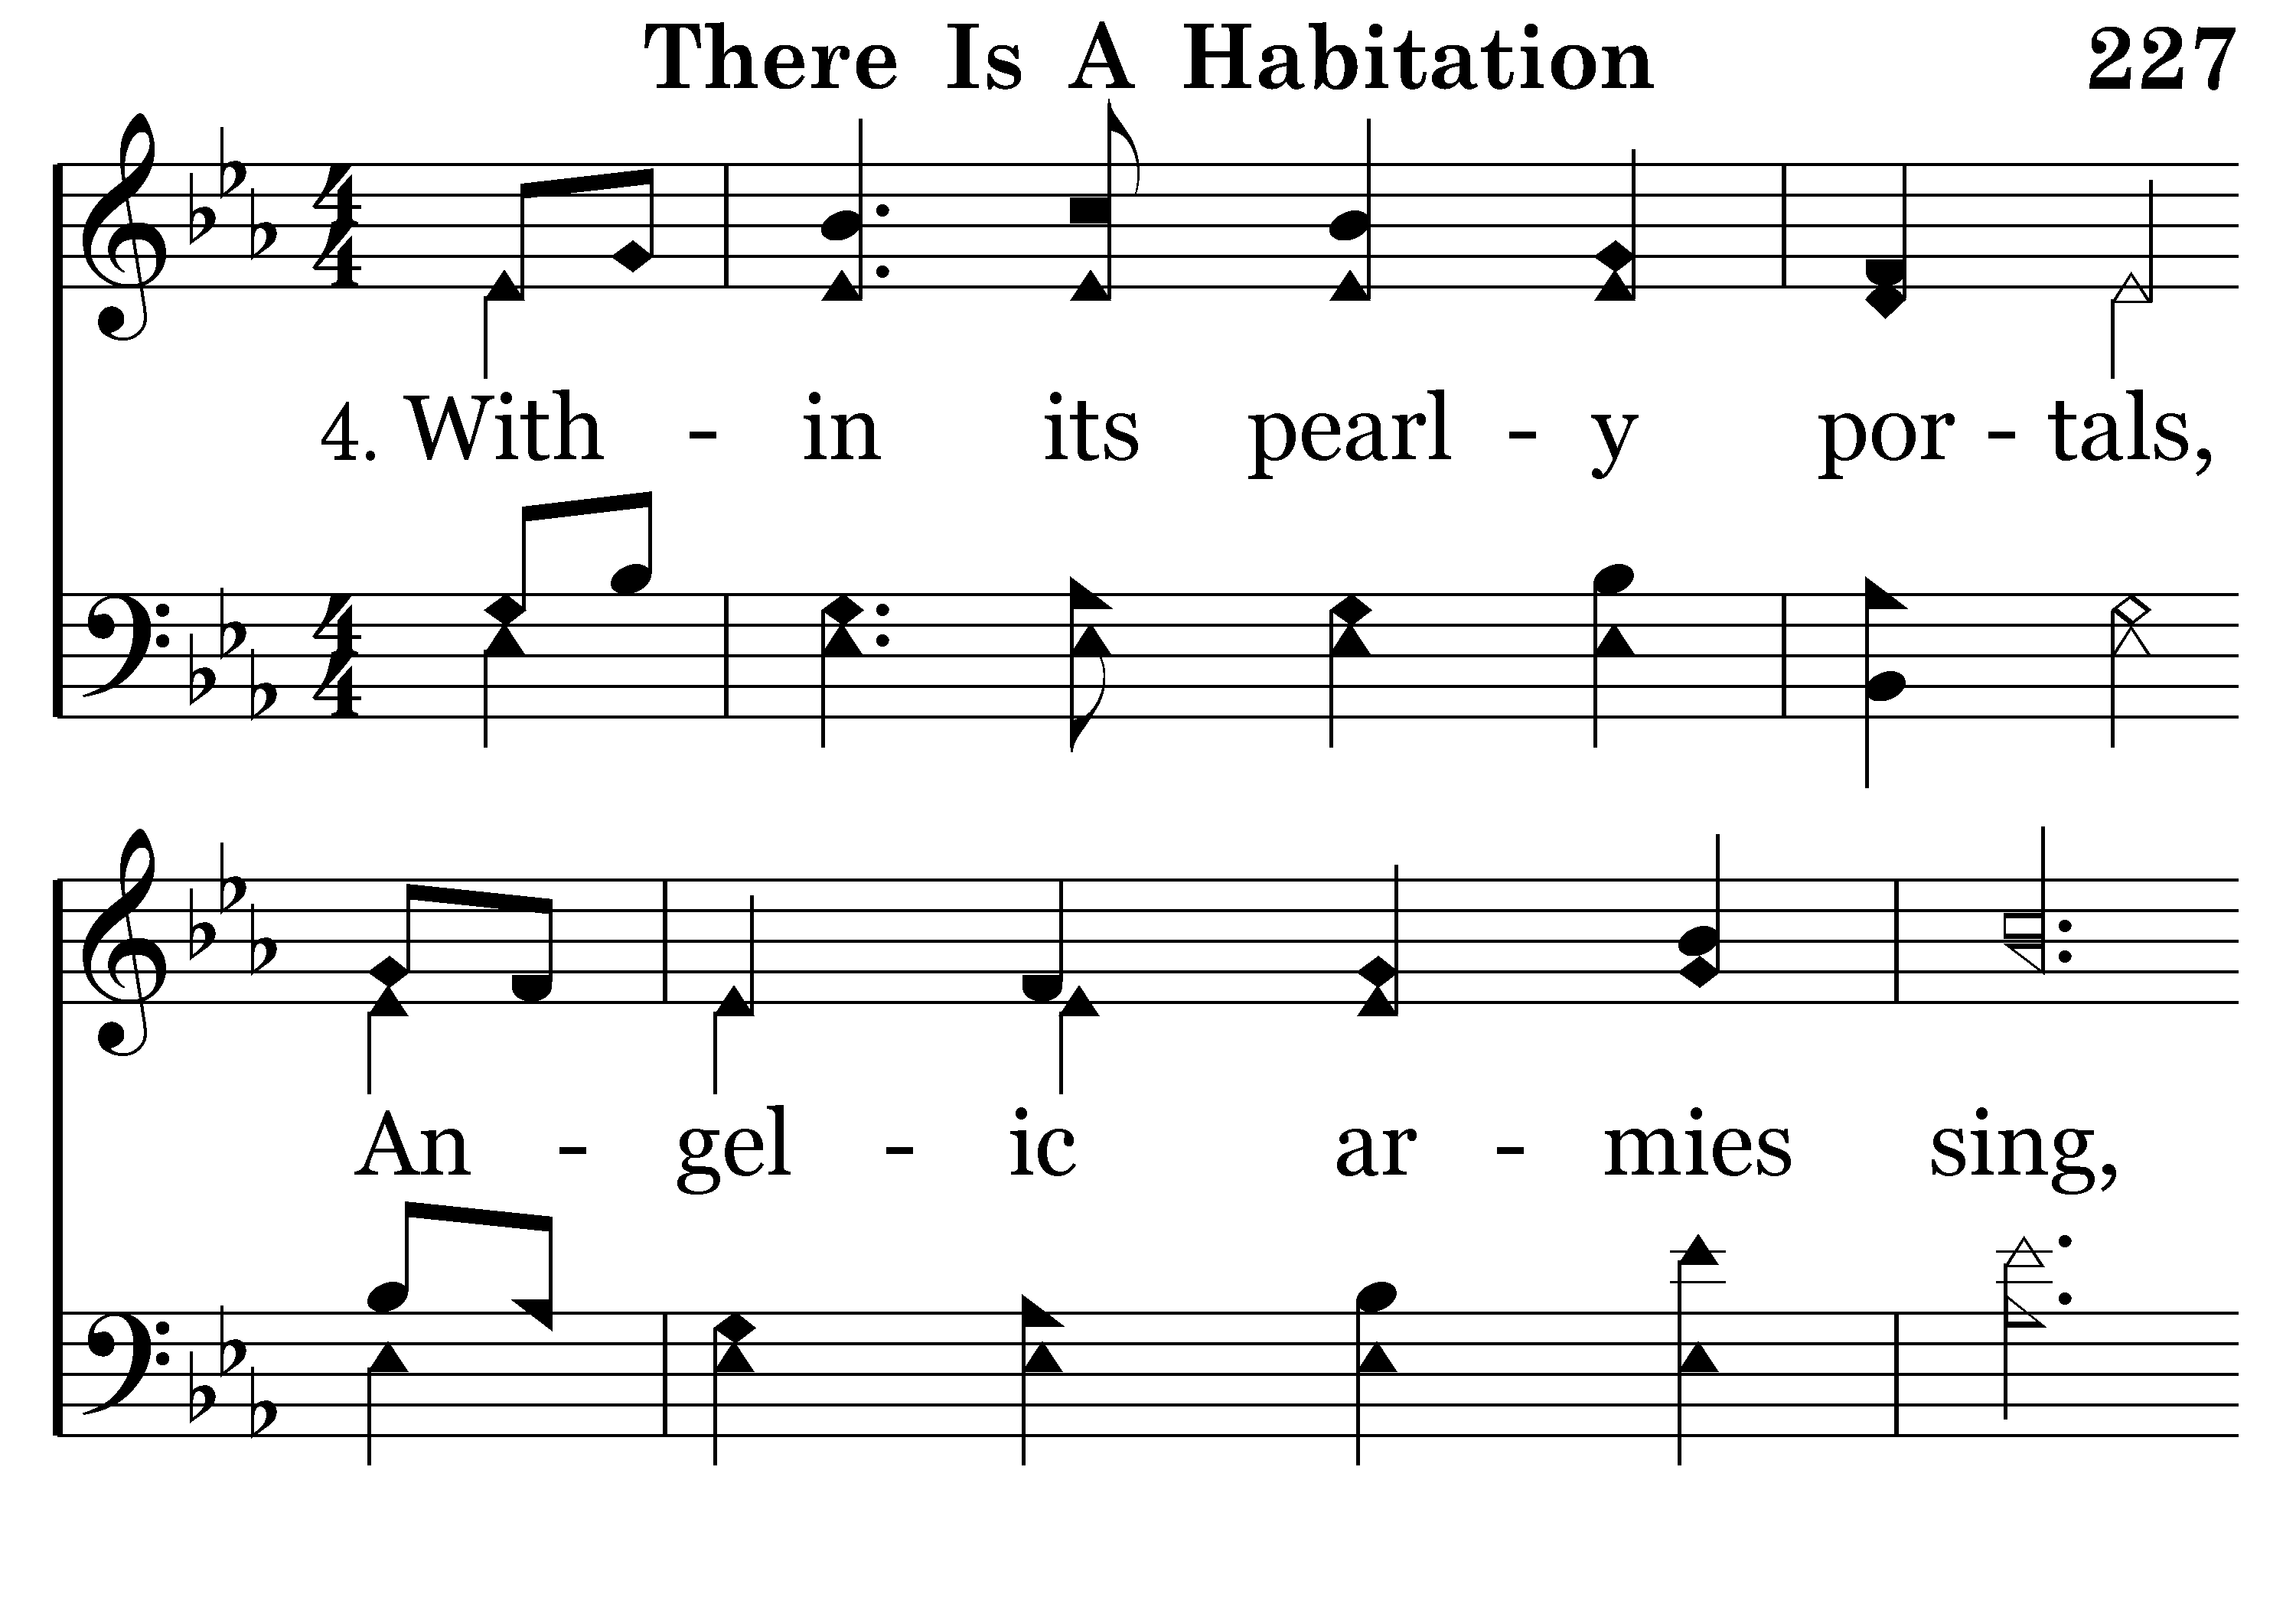 There Is A Habitation 227
4. With - in its pearl - y por - tals,
An - gel - ic ar - mies sing,